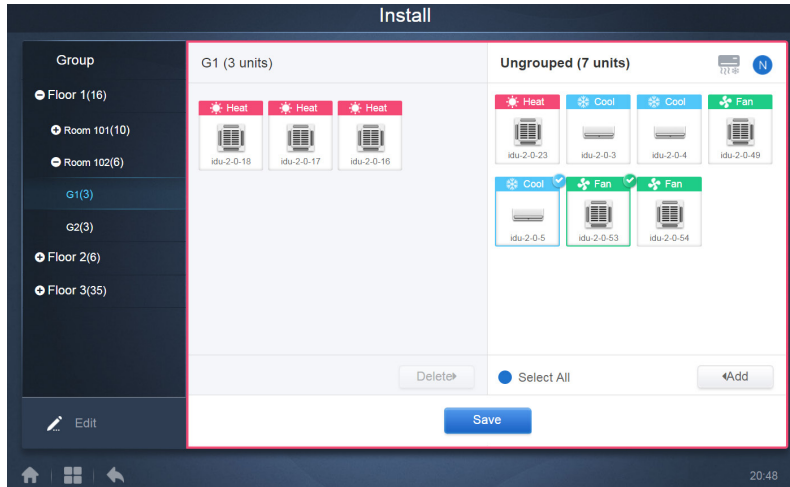 Install
Group
Floor 1(16)
Room 101(10)
Room 102(6)
G1(3)
G2(3)
Floor 2(6)
Floor 3(35)
Edit
G1 (3 units)
Heat Heat Heat
idu-2-0-18 idu-2-0-17 idu-2-0-16
Delete
Ungrouped (7 units) N
Heat Cool Cool Fan
idu-2-0-23 idu-2-0-3 idu-2-0-4 idu-2-0-49
Cool Fan Fan
idu-2-0-5 idu-2-0-53 idu-2-0-54
Select All Add
Save
20:48